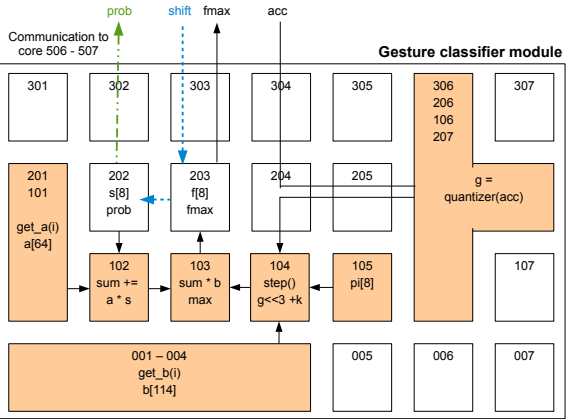 prob
shift
fmax
acc
Communication to
core 506 - 507
Gesture classifier module
301
302
303
304
305
306
206
106
207
307
201
101
get_a(i)
a[64]
202
s[8]
prob
203
f[8]
fmax
204
205
g =
quantizer(acc)
102
sum +=
a * s
103
sum * b
max
104
step()
g<<3 +k
105
pi[8]
107
001 – 004
get_b(i)
b[114]
005
006
007